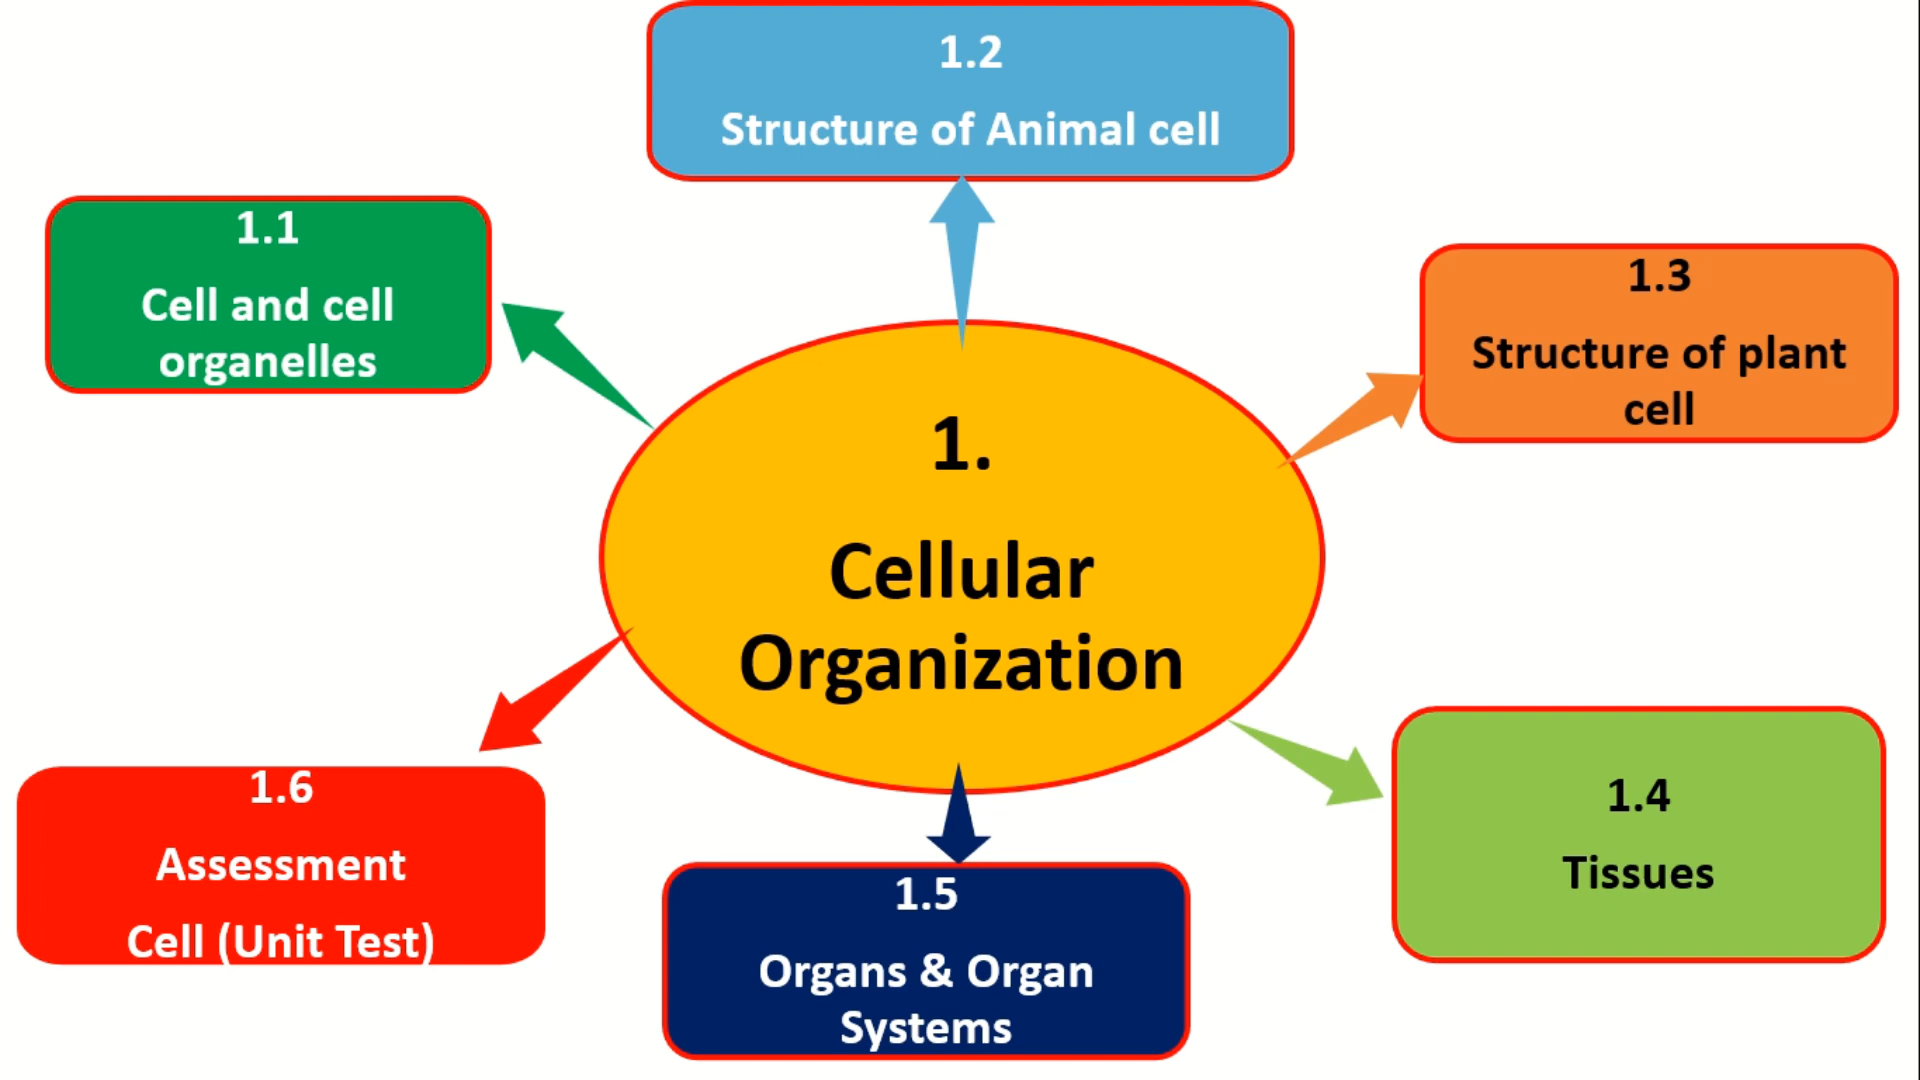 1.2
Structure of Animal cell
1.1
Cell and cell
organelles
1.3
Structure of plant
cell
1.
Cellular
Organization
1.6
Assessment
Cell (Unit Test)
1.5
Organs & Organ
Systems
1.4
Tissues